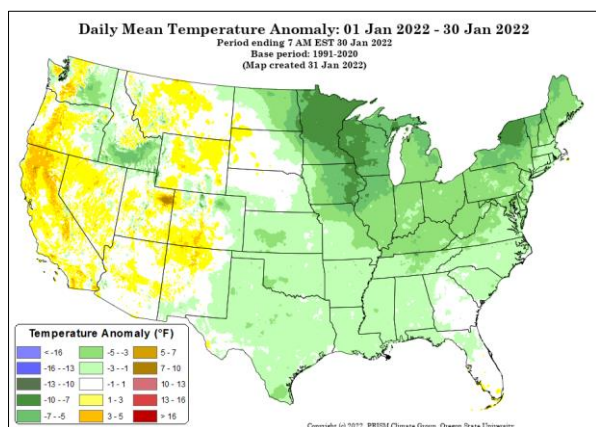 Daily Mean Temperature Anomaly: 01 Jan 2022 - 30 Jan 2022
Period ending 7 AM EST 30 Jan 2022
Base period: 1991-2020
(Map created 31 Jan 2022)
Temperature Anomaly (°F)
< -16 -5 - -3 5 - 7
-16 - -13 -3 - -1 7 - 10
-13 - -10 -1 - 1 10 - 13
-10 - -7 1 - 3 13 - 16
-7 - -5 3 - 5 > 16
Copyright (c) 2022, PRISM Climate Group, Oregon State University